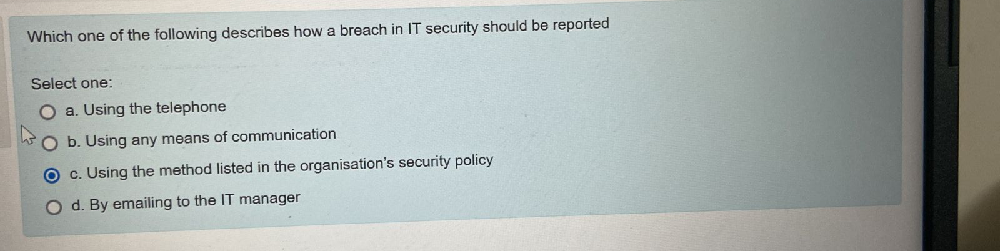 Which one of the following describes how a breach in IT security should be reported
Select one:
a. Using the telephone
b. Using any means of communication
c. Using the method listed in the organisation's security policy
d. By emailing to the IT manager